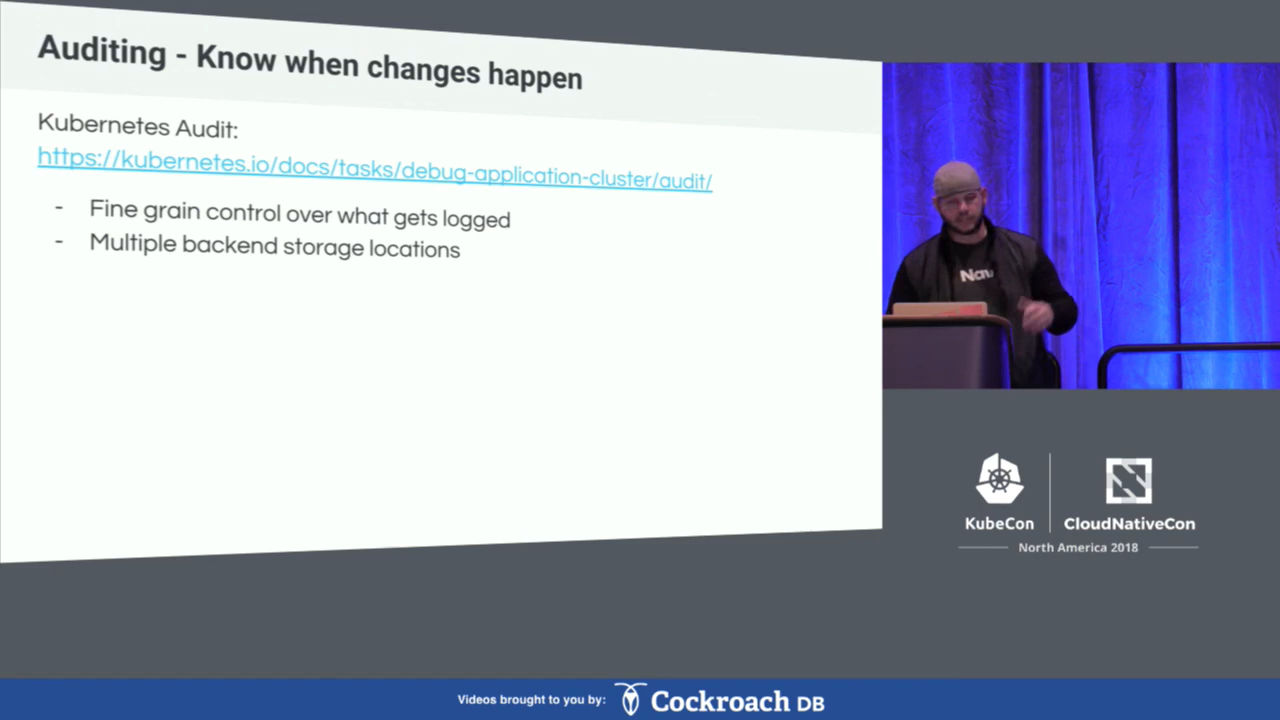 Auditing - Know when changes happen
Kubernetes Audit:
https://kubernetes.io/docs/tasks/debug-application-cluster/audit/
- Fine grain control over what gets logged
- Multiple backend storage locations
KubeCon
CloudNativeCon
North America 2018
Videos brought to you by:
Cockroach DB